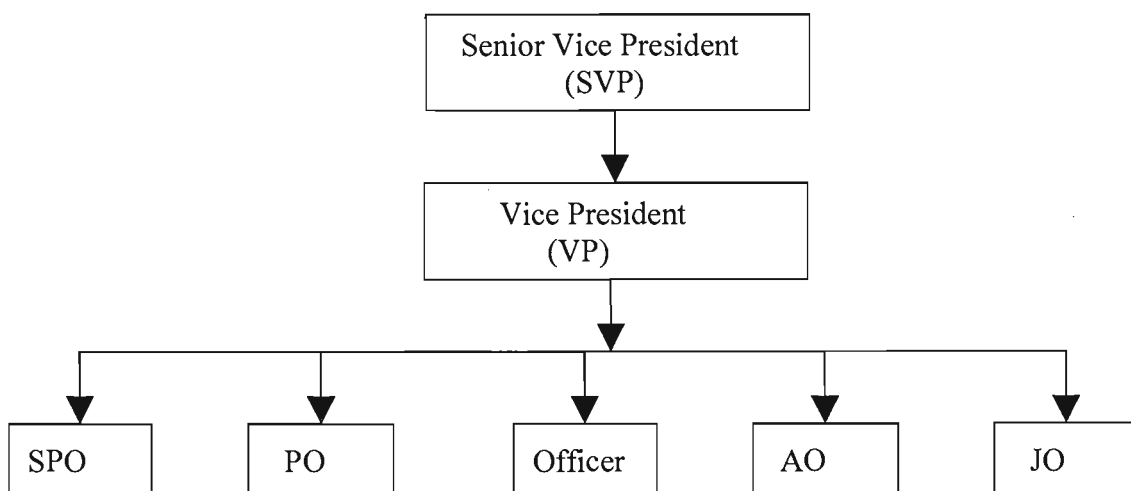 Senior Vice President
(SVP)
Vice President
(VP)
SPO
PO
Officer
AO
JO